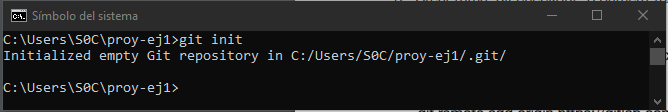 Símbolo del sistema
C:\Users\S0C\proy-ej1>git init
Initialized empty Git repository in C:/Users/S0C/proy-ej1/.git/
C:\Users\S0C\proy-ej1>